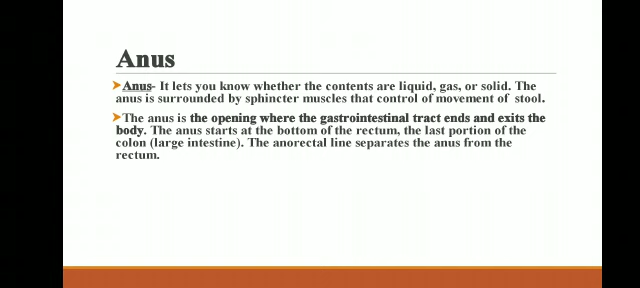 Anus
➤Anus- It lets you know whether the contents are liquid, gas, or solid. The
anus is surrounded by sphincter muscles that control of movement of stool.
➤The anus is the opening where the gastrointestinal tract ends and exits the
body. The anus starts at the bottom of the rectum, the last portion of the
colon (large intestine). The anorectal line separates the anus from the
rectum.